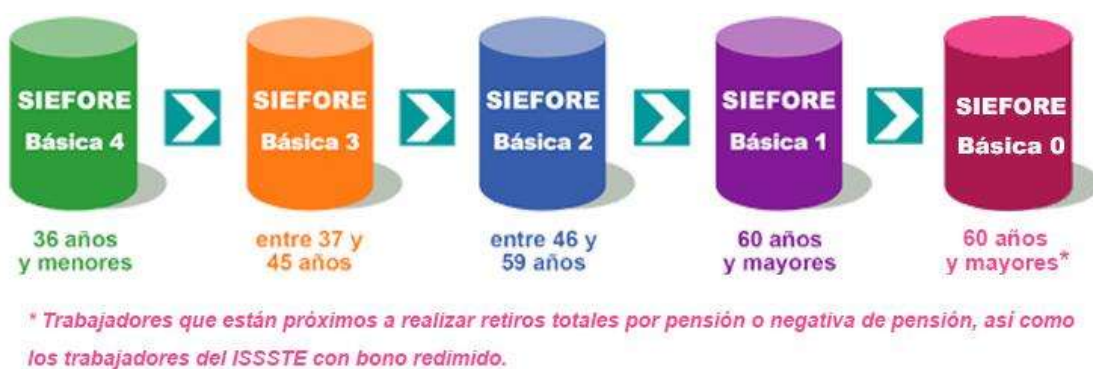 SIEFORE
Básica 4
SIEFORE
Básica 3
SIEFORE
Básica 2
SIEFORE
Básica 1
SIEFORE
Básica 0
36 años
y menores
entre 37 y
45 años
entre 46 y
59 años
60 años
y mayores
60 años
y mayores*
* Trabajadores que están próximos a realizar retiros totales por pensión o negativa de pensión, así como
los trabajadores del ISSSTE con bono redimido.